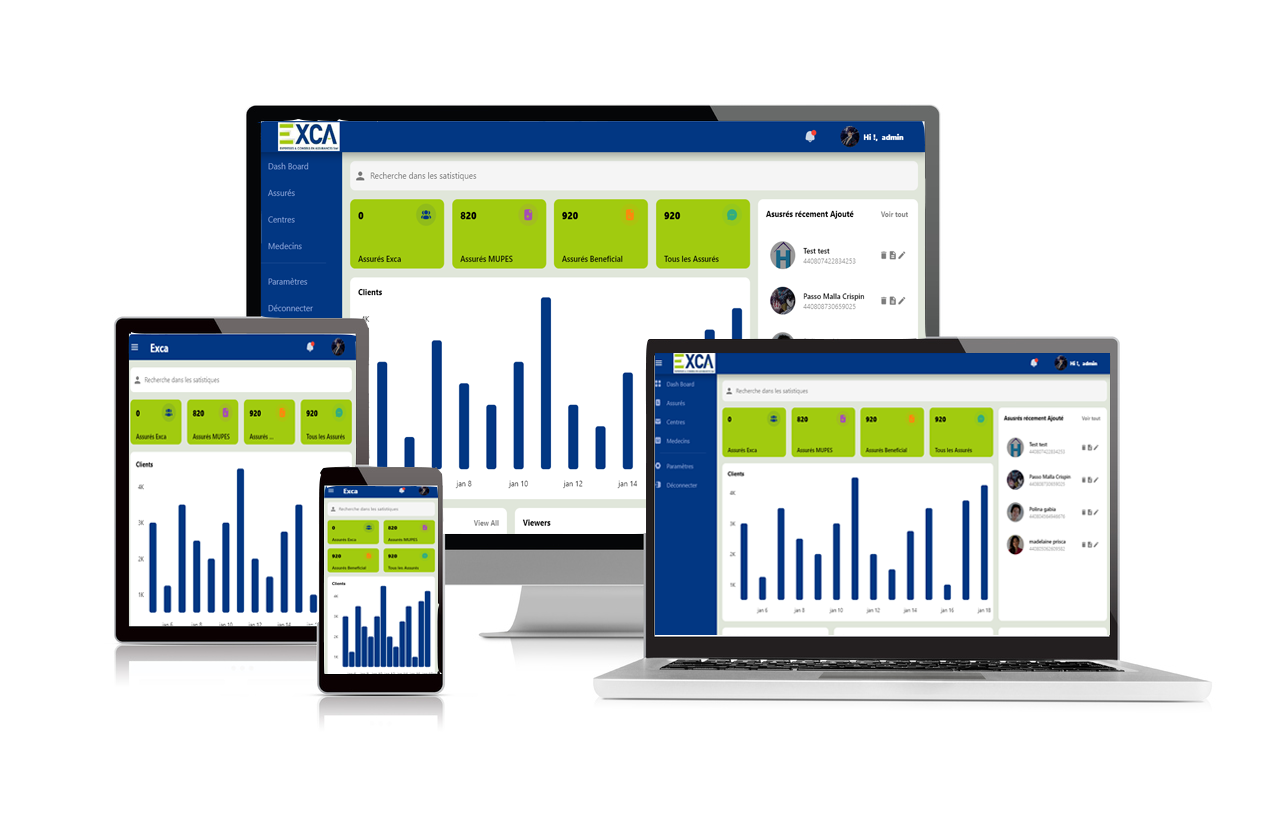 EXCA
Hi !, admin
Dash Board
Assurés
Centres
Medecins
Paramètres
Déconnecter
Recherche dans les satistiques
0
Assurés Exca
820
Assurés MUPES
920
Assurés Beneficial
920
Tous les Assurés
Asusrés récement Ajouté
Voir tout
Test test
440807422834253
Passo Malla Crispin
440808730659025
Clients
4K
jan 8
jan 10
jan 12
jan 14
View All
Viewers
Exca
Recherche dans les satistiques
0
Assurés Exca
820
Assurés MUPES
920
Assurés ...
920
Tous les Assurés
Clients
4K
3K
2K
1K
jan 6
jan 8
jan 10
jan 12
jan 14
Exca
Recherche dans les satistiques
0
Assurés Exca
820
Assurés MUPES
920
Assurés Beneficial
920
Tous les Assurés
Clients
4K
3K
2K
1K
EXCA
Hi !, admin
Dash Board
Assurés
Centres
Medecins
Paramètres
Déconnecter
Recherche dans les satistiques
0
Assurés Exca
820
Assurés MUPES
920
Assurés Beneficial
920
Tous les Assurés
Asusrés récement Ajouté
Voir tout
Test test
440807422834253
Passo Malla Crispin
440808730659025
Polina gabia
madelaine prisca
Clients
4K
3K
2K
1K
jan 6
jan 8
jan 10
jan 12
jan 14
jan 16
jan 18